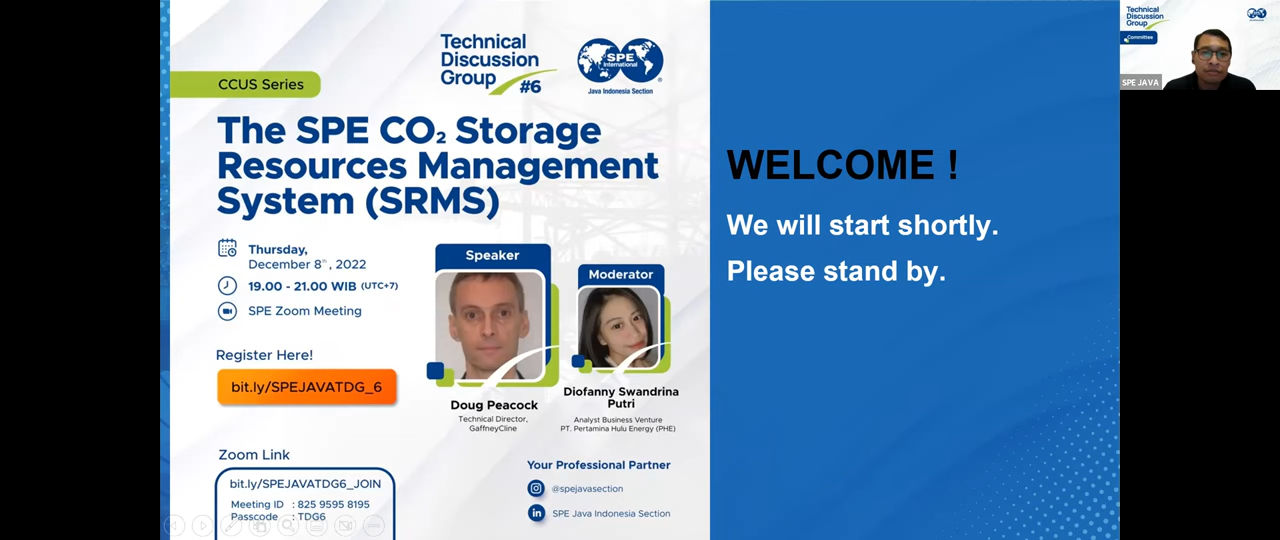 CCUS Series
Technical
Discussion
Group
#6
SPE
International
Java Indonesia Section
The SPE CO₂ Storage
Resources Management
System (SRMS)
Thursday,
December 8th, 2022
19.00 - 21.00 WIB (UTC+7)
SPE Zoom Meeting
Register Here!
bit.ly/SPEJAVATDG_6
Speaker
Doug Peacock
Technical Director,
GaffneyCline
Moderator
Diofanny Swandrina
Putri
Analyst Business Venture
PT. Pertamina Hulu Energy (PHE)
Zoom Link
bit.ly/SPEJAVATDG6_JOIN
Meeting ID : 825 9595 8195
Passcode : TDG6
Your Professional Partner
@spejavasection
SPE Java Indonesia Section
WELCOME !
We will start shortly.
Please stand by.
Technical
Discussion
Group
Committee
SPE JAVA